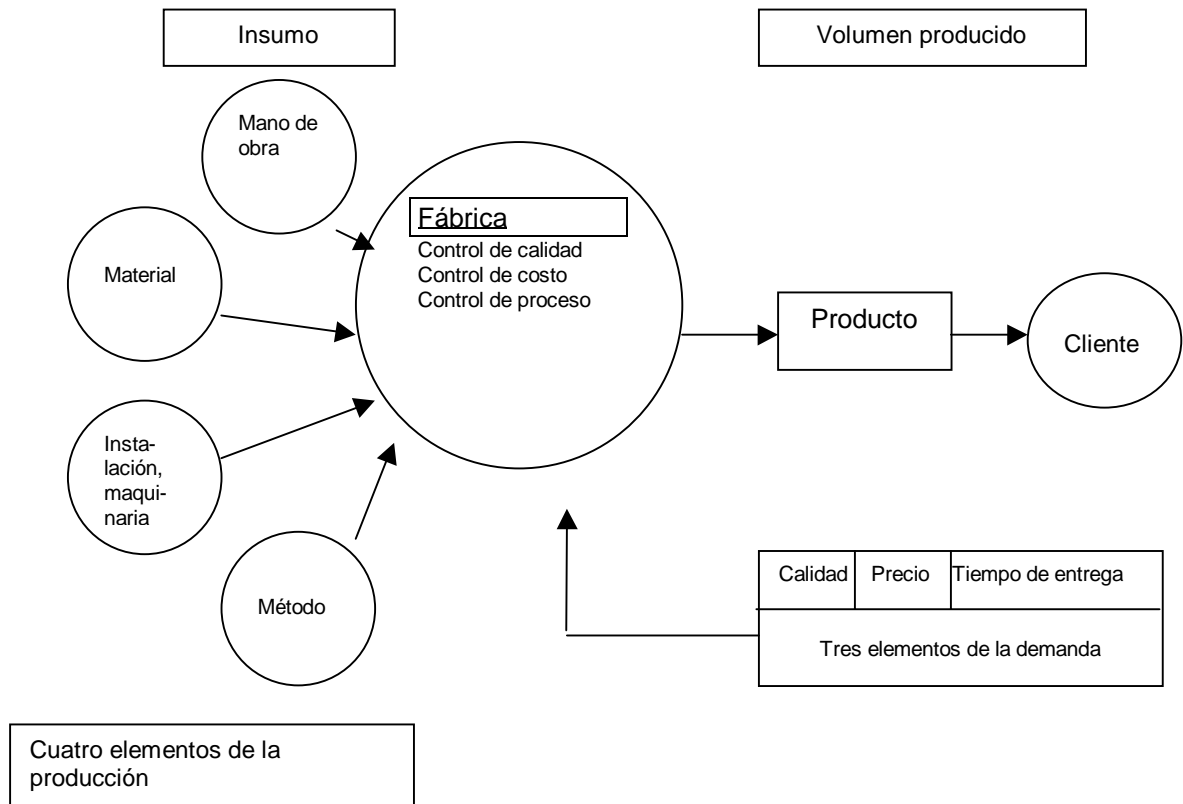 Insumo
Volumen producido
Mano de
obra
Fábrica
Control de calidad
Control de costo
Control de proceso
Material
Producto
Cliente
Insta-
lación,
maqui-
naria
Método
Calidad Precio Tiempo de entrega
Tres elementos de la demanda
Cuatro elementos de la
producción